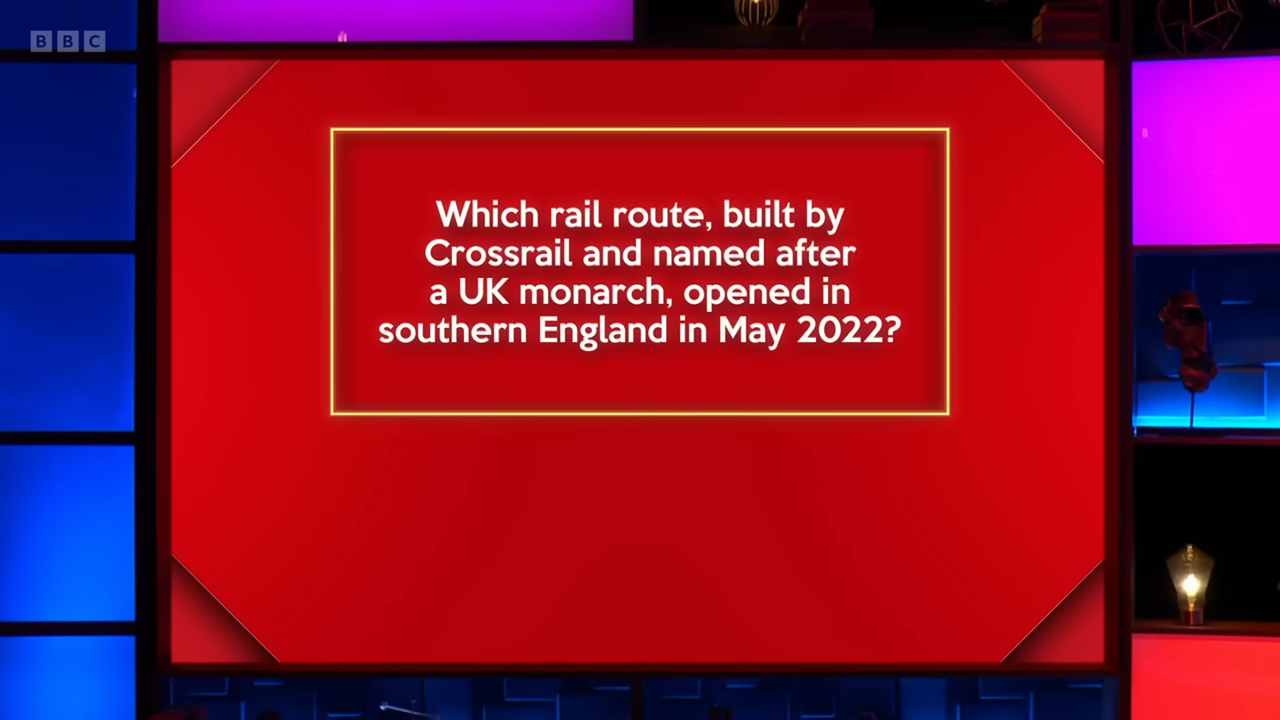 BBC
Which rail route, built by
Crossrail and named after
a UK monarch, opened in
southern England in May 2022?